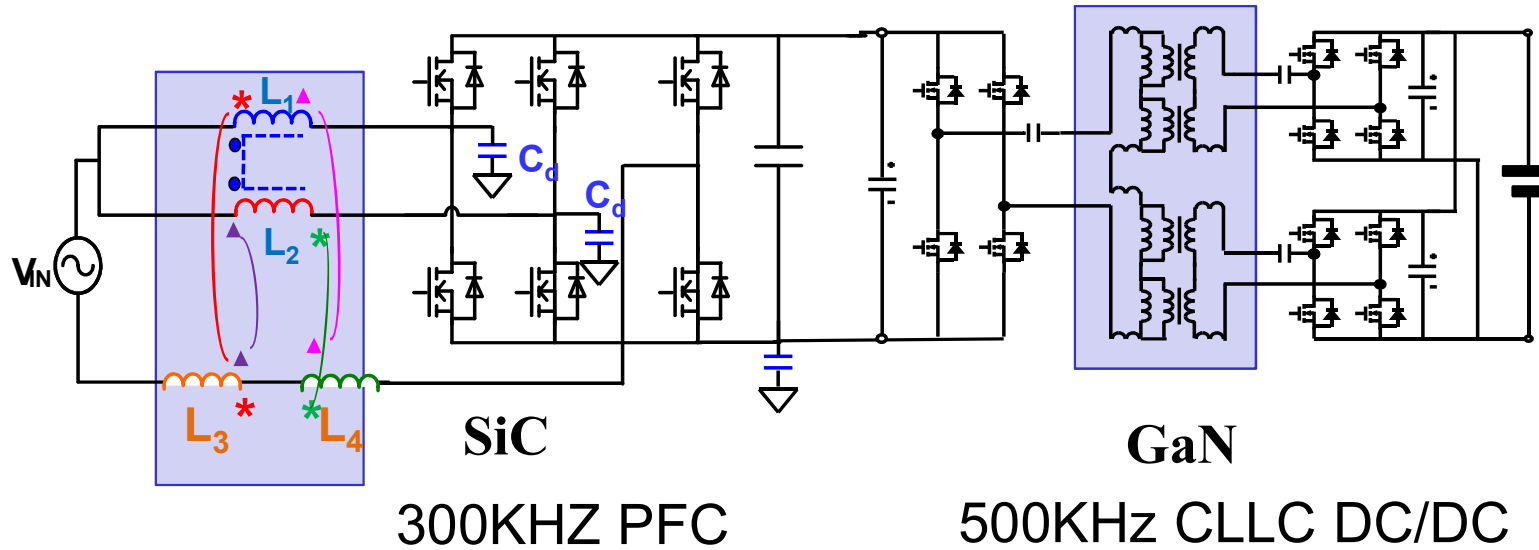 * L1
Cd
Cd
L2
*
VIN
L3
*
*
L4
SiC
GaN
300KHZ PFC
500KHz CLLC DC/DC